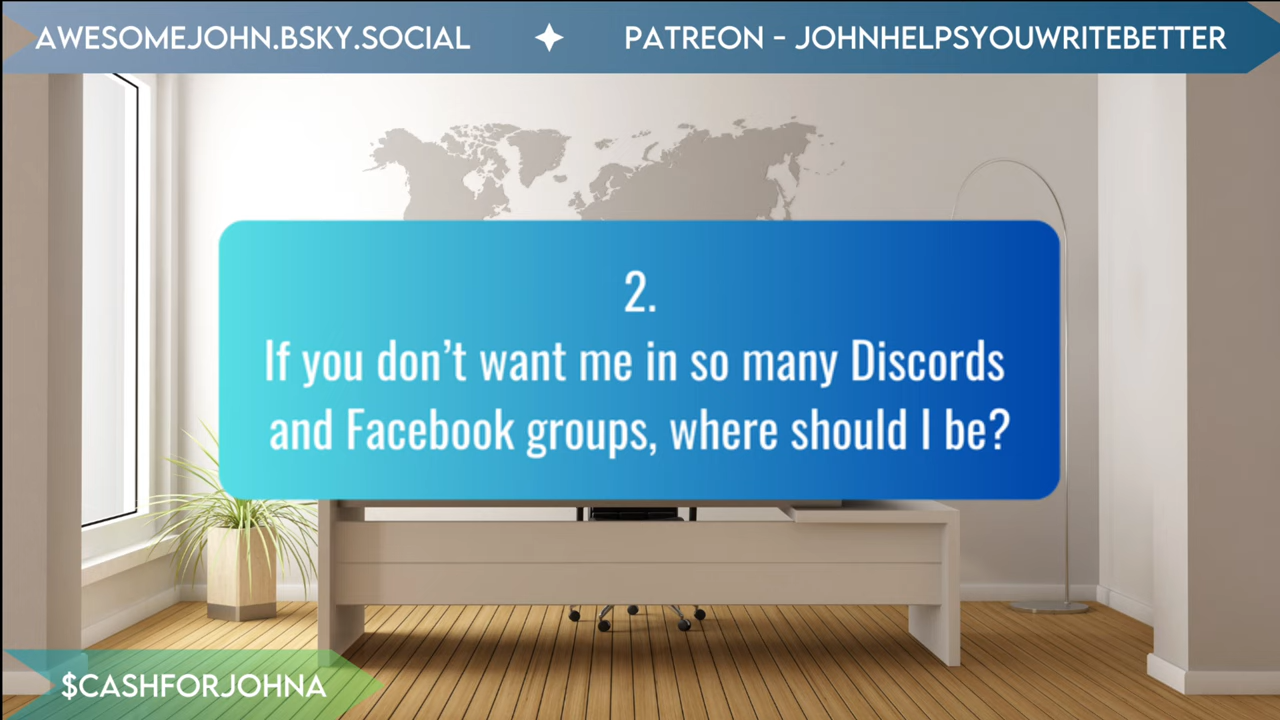 AWESOMEJOHN.BSKY.SOCIAL
PATREON - JOHNHELPSYOUWRITEBETTER
2.
If you don’t want me in so many Discords
and Facebook groups, where should I be?
$CASHFORJOHNA